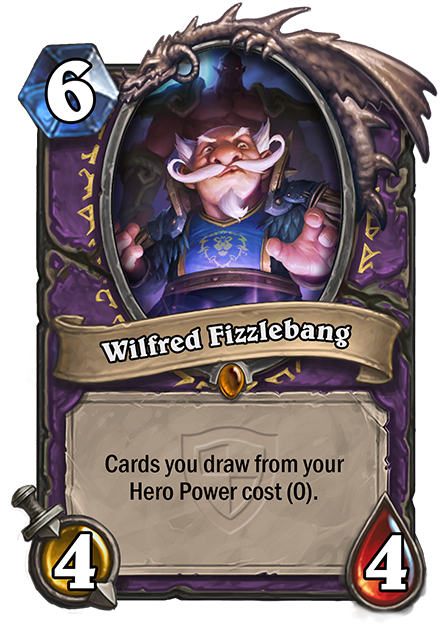 6
Wilfred Fizzlebang
Cards you draw from your
Hero Power cost (0).
4
4